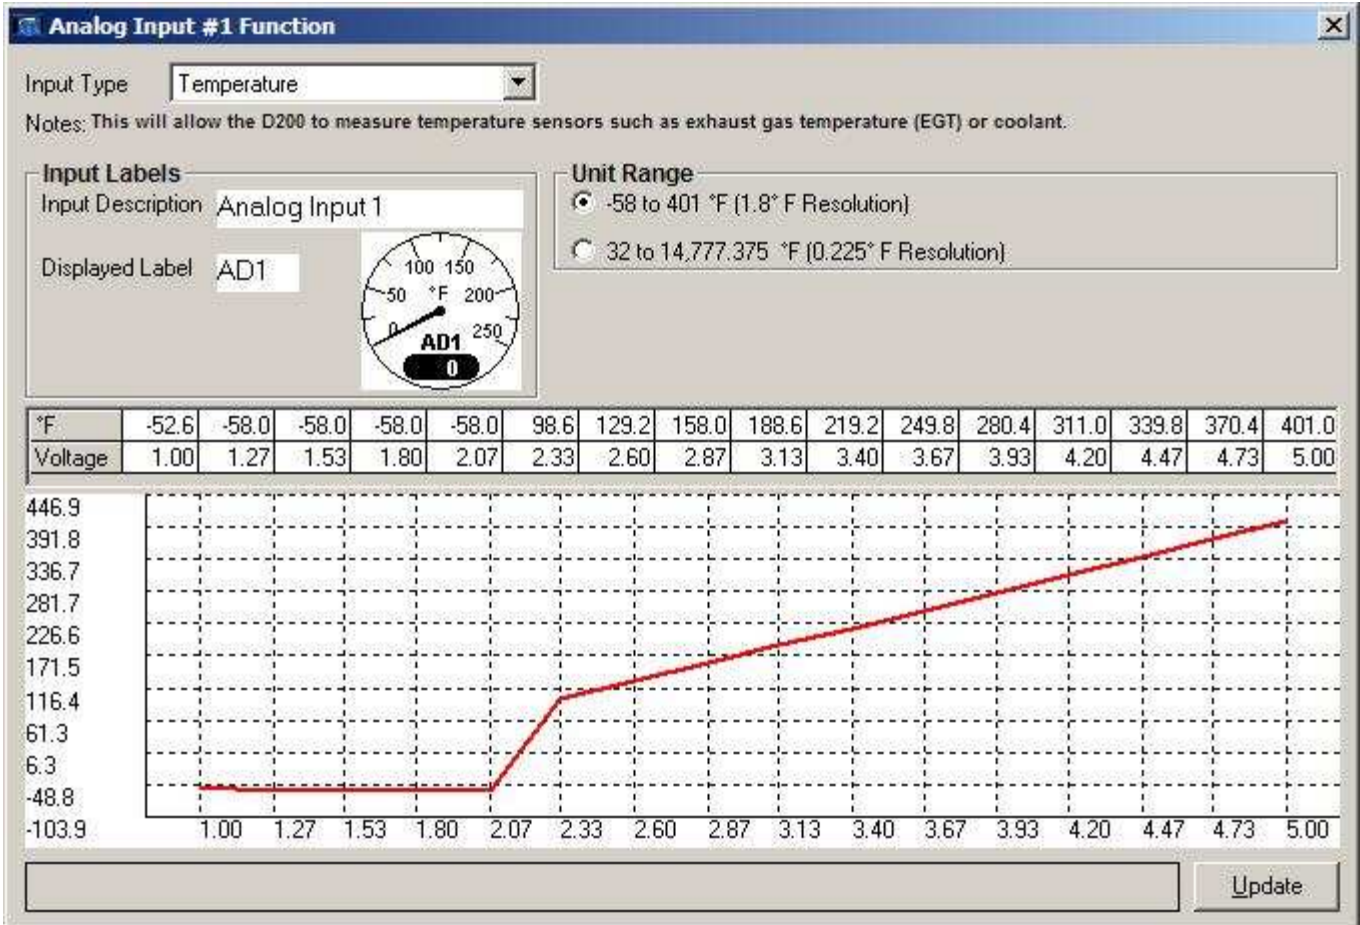 Analog Input #1 Function
Input Type Temperature
Notes: This will allow the D200 to measure temperature sensors such as exhaust gas temperature (EGT) or coolant.
Input Labels
Input Description Analog Input 1
Displayed Label AD1
100 150
50 °F 200
0 250
AD1
0
Unit Range
-58 to 401 °F (1.8° F Resolution)
32 to 14,777.375 °F (0.225° F Resolution)
°F -52.6 -58.0 -58.0 -58.0 -58.0 98.6 129.2 158.0 188.6 219.2 249.8 280.4 311.0 339.8 370.4 401.0
Voltage 1.00 1.27 1.53 1.80 2.07 2.33 2.60 2.87 3.13 3.40 3.67 3.93 4.20 4.47 4.73 5.00
446.9
391.8
336.7
281.7
226.6
171.5
116.4
61.3
6.3
-48.8
-103.9
1.00 1.27 1.53 1.80 2.07 2.33 2.60 2.87 3.13 3.40 3.67 3.93 4.20 4.47 4.73 5.00
Update